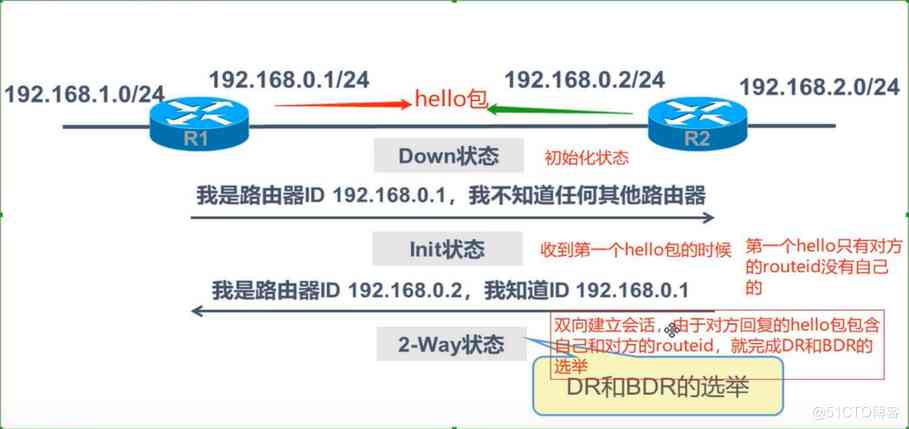 192.168.1.0/24
192.168.0.1/24
hello包
192.168.0.2/24
192.168.2.0/24
R1
R2
Down状态
初始化状态
我是路由器ID 192.168.0.1，我不知道任何其他路由器
Init状态
收到第一个hello包的时候
第一个hello只有对方
的routeid没有自己
的
我是路由器ID 192.168.0.2，我知道ID 192.168.0.1
2-Way状态
双向建立会话，由于对方回复的hello包包含
自己和对方的routeid，就完成DR和BDR的
选举
DR和BDR的选举
@51CTO博客